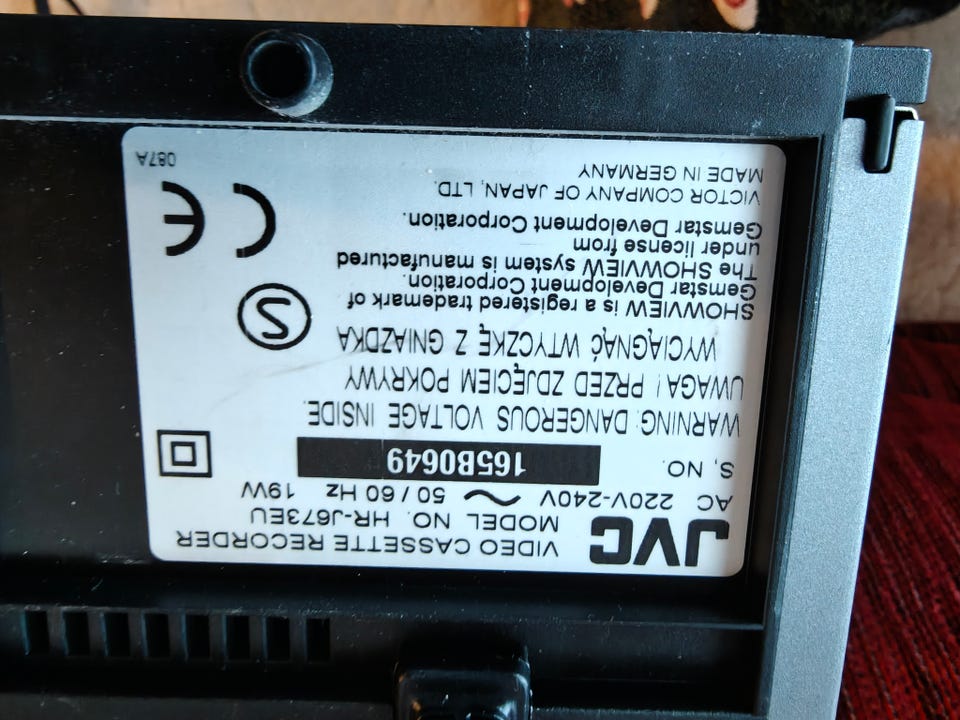 JVC
VIDEO CASSETTE RECORDER
MODEL NO. HR-J673EU
AC 220V-240V ~ 50 / 60 Hz 19W
S, NO. 165B0649
WARNING: DANGEROUS VOLTAGE INSIDE.
UWAGA! PRZED ZDJĘCIEM POKRYWY
WYCIĄGNĄĆ WTYCZKĘ Z GNIAZDKA
S
SHOWVIEW is a registered trademark of
Gemstar Development Corporation.
The SHOWVIEW system is manufactured
under license from
Gemstar Development Corporation.
VICTOR COMPANY OF JAPAN, LTD.
MADE IN GERMANY
CE
087A